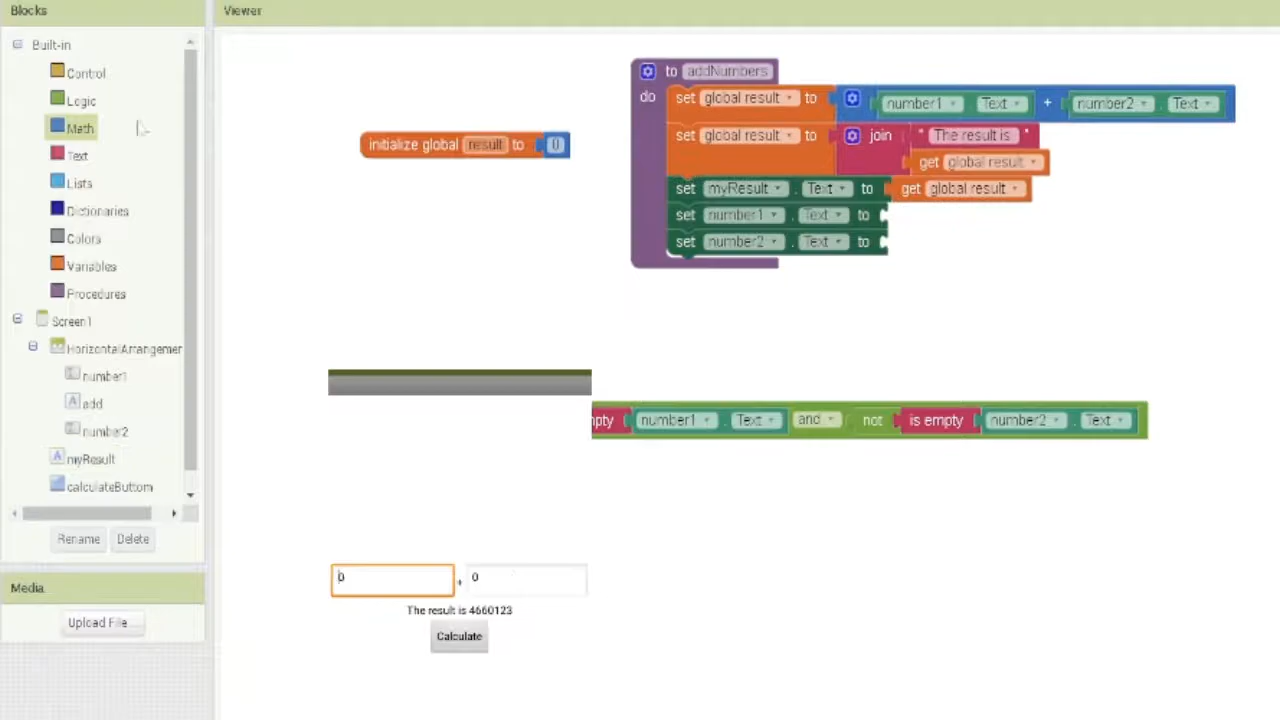 Blocks
Viewer
Built-in
Control
Logic
Math
Text
Lists
Dictionaries
Colors
Variables
Procedures
Screen1
HorizontalArrangemer
number1
add
number2
myResult
calculateButtom
Rename Delete
Media
Upload File ...
initialize global result to 0
to addNumbers
do set global result to number1 . Text + number2 . Text
set global result to join " The result is "
get global result
set myResult . Text to get global result
set number1 . Text to
set number2 . Text to
npty number1 . Text and not is empty number2 . Text
0 + 0
The result is 4660123
Calculate